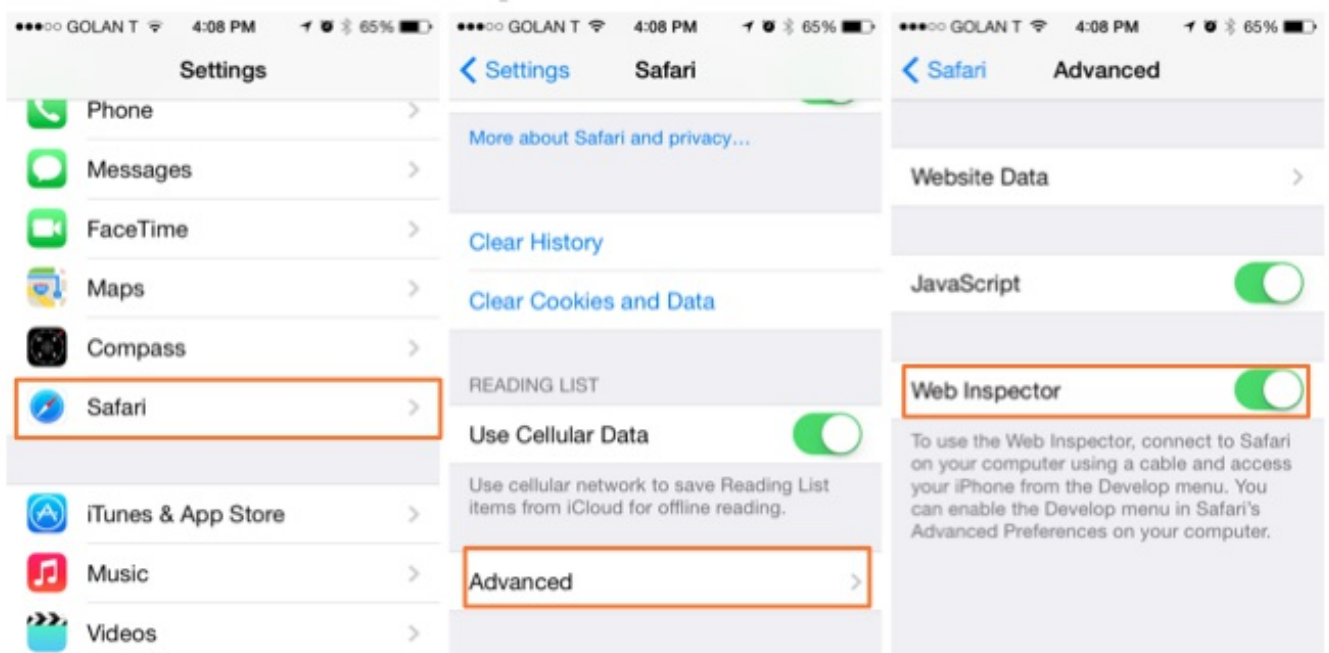 GOLAN T 4:08 PM 65%
Settings
Phone
Messages
FaceTime
Maps
Compass
Safari
iTunes & App Store
Music
Videos
GOLAN T 4:08 PM 65%
Settings Safari
More about Safari and privacy...
Clear History
Clear Cookies and Data
READING LIST
Use Cellular Data
Use cellular network to save Reading List
items from iCloud for offline reading.
Advanced
GOLAN T 4:08 PM 65%
Safari Advanced
Website Data
JavaScript
Web Inspector
To use the Web Inspector, connect to Safari
on your computer using a cable and access
your iPhone from the Develop menu. You
can enable the Develop menu in Safari's
Advanced Preferences on your computer.